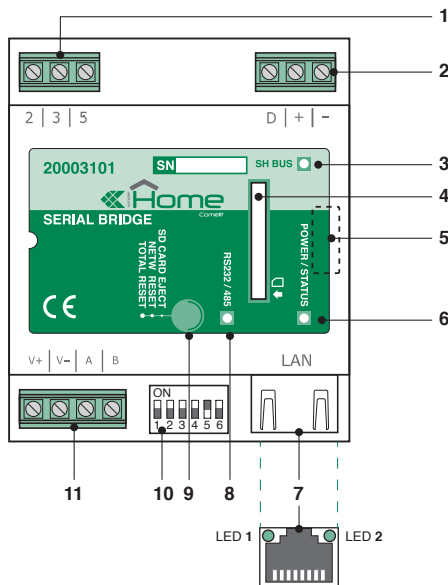 1
2
2 | 3 | 5
D | + | -
20003101
SN
SH BUS
3
4
Home
Comelit
SERIAL BRIDGE
5
POWER / STATUS
SD CARD EJECT
NETW RESET
TOTAL RESET
RS232 / 485
CE
6
V+ | V- | A | B
LAN
ON
1 2 3 4 5 6
11
10
9
8
7
LED 1
LED 2